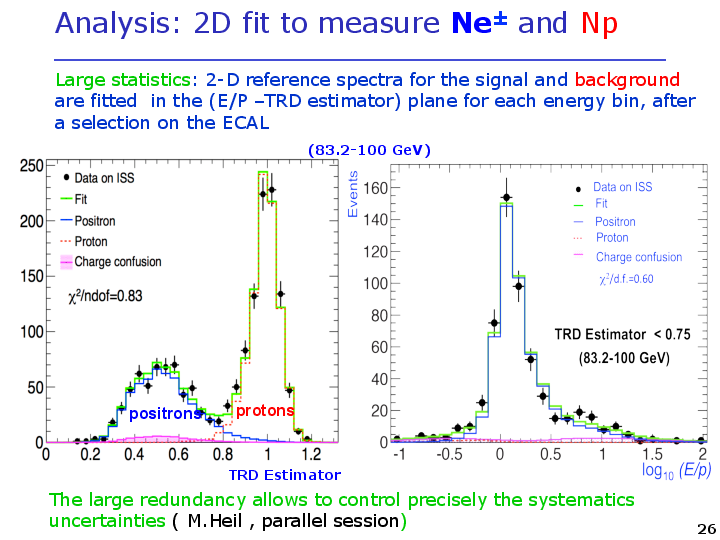 Analysis: 2D fit to measure Ne± and Np
Large statistics: 2-D reference spectra for the signal and background
are fitted in the (E/P –TRD estimator) plane for each energy bin, after
a selection on the ECAL
(83.2-100 GeV)
250
200
150
100
50
0
Data on ISS
Fit
Positron
Proton
Charge confusion
χ²/ndof=0.83
positrons
protons
0 0.2 0.4 0.6 0.8 1.0 1.2
TRD Estimator
Events
160
140
120
100
80
60
40
20
0
Data on ISS
Fit
Positron
Proton
Charge confusion
χ²/d.f.=0.60
TRD Estimator < 0.75
(83.2-100 GeV)
-1 -0.5 0 0.5 1 1.5 2
log₁₀ (E/p)
The large redundancy allows to control precisely the systematics
uncertainties ( M.Heil , parallel session)
26